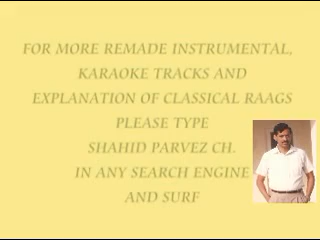 FOR MORE REMADE INSTRUMENTAL,
KARAOKE TRACKS AND
EXPLANATION OF CLASSICAL RAAGS
PLEASE TYPE
SHAHID PARVEZ CH.
IN ANY SEARCH ENGINE
AND SURF